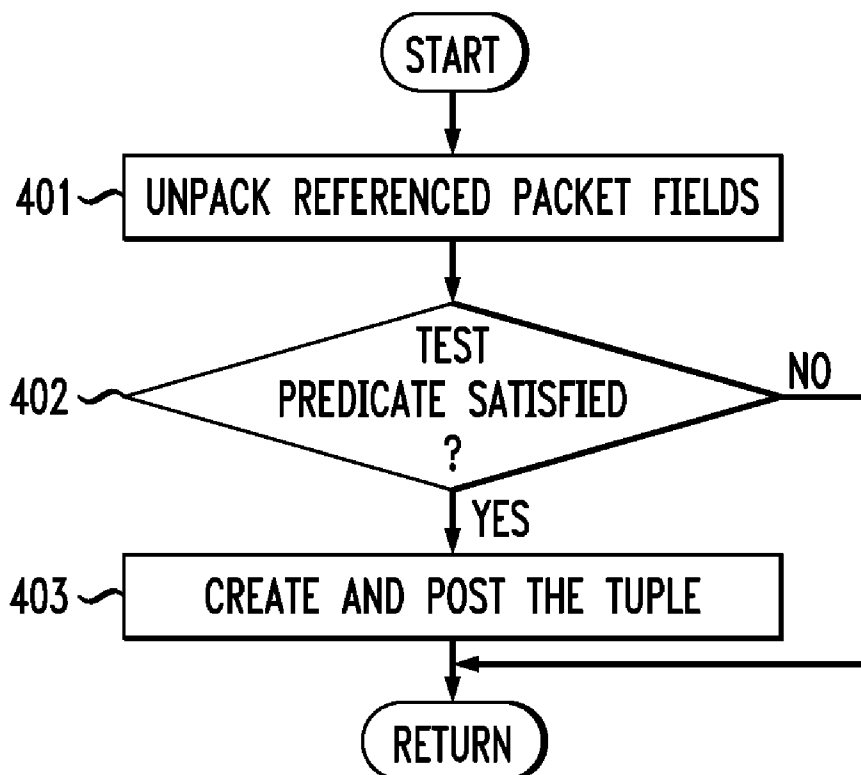 START
401 UNPACK REFERENCED PACKET FIELDS
402 TEST
PREDICATE SATISFIED
?
NO
YES
403 CREATE AND POST THE TUPLE
RETURN